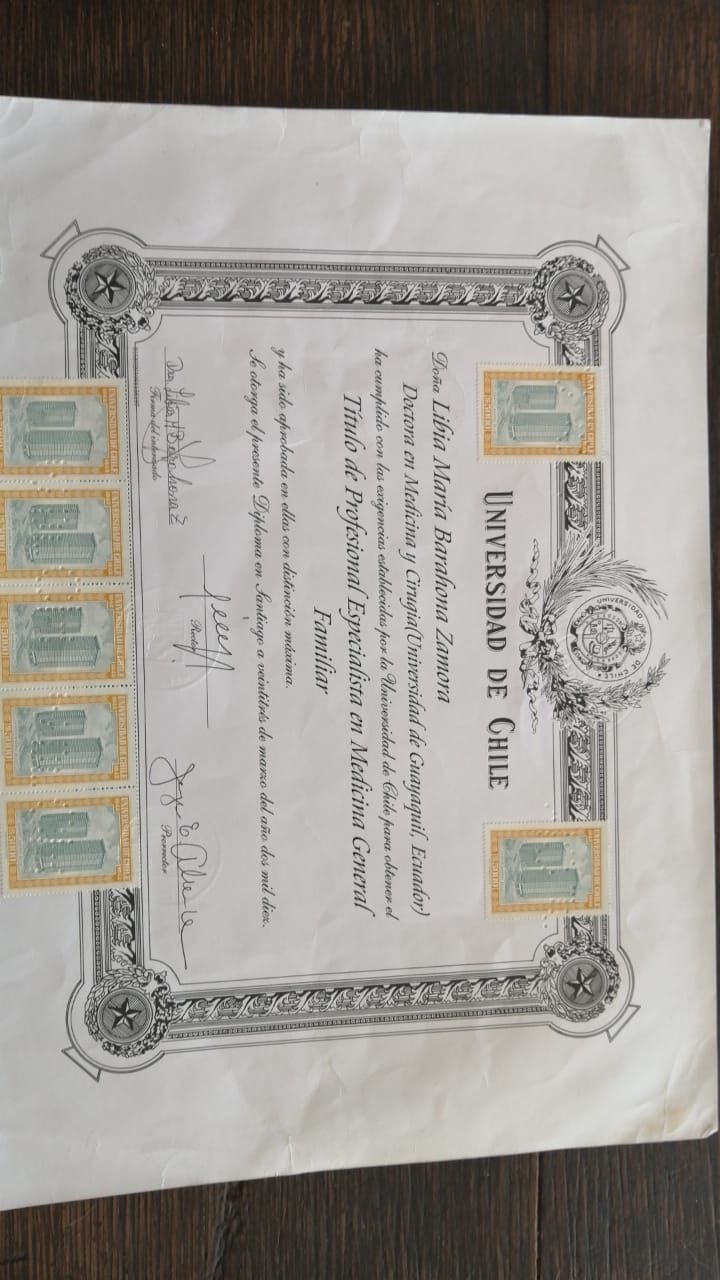 UNIVERSIDAD DE CHILE
UNIVERSIDAD DE CHILE
Doña Libia María Barahona Zamora
Doctora en Medicina y Cirugía(Universidad de Guayaquil, Ecuador)
ha cumplido con las exigencias establecidas por la Universidad de Chile para obtener el
Título de Profesional Especialista en Medicina General
Familiar
y ha sido aprobada en ellas con distinción máxima.
Se otorga el presente Diploma en Santiago a veintitrés de marzo del año dos mil diez.
Firma del interesado
Rector
Prorrector